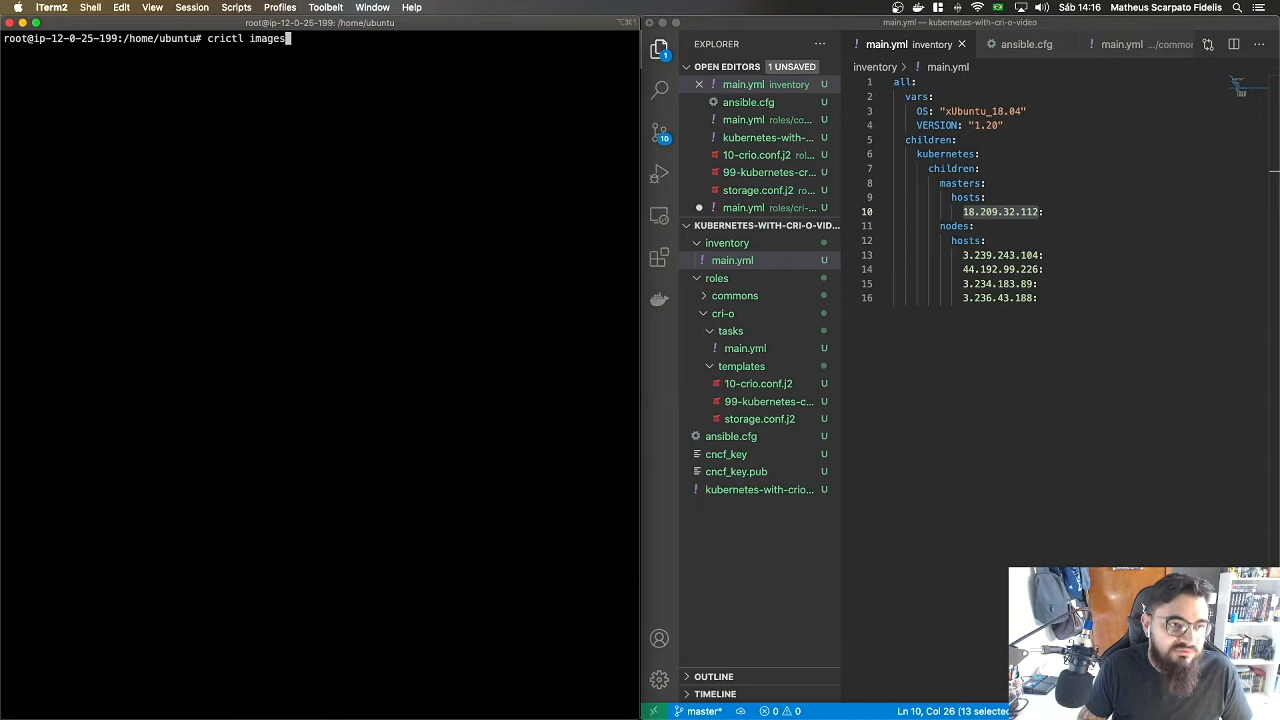 iTerm2 Shell Edit View Session Scripts Profiles Toolbelt Window Help Sáb 14:16 Matheus Scarpato Fidelis
root@ip-12-0-25-199: /home/ubuntu
root@ip-12-0-25-199:/home/ubuntu# crictl images
main.yml — kubernetes-with-cri-o-video
EXPLORER
OPEN EDITORS 1 UNSAVED
main.yml inventory U
ansible.cfg U
main.yml roles/co... U
kubernetes-with-... U
10-crio.conf.j2 rol... U
99-kubernetes-cr... U
storage.conf.j2 ro... U
main.yml roles/cri-... U
KUBERNETES-WITH-CRI-O-VID...
inventory
main.yml U
roles
commons
cri-o
tasks
main.yml U
templates
10-crio.conf.j2 U
99-kubernetes-c... U
storage.conf.j2 U
ansible.cfg U
cncf_key U
cncf_key.pub U
kubernetes-with-crio... U
OUTLINE
TIMELINE
1
10
main.yml inventory
ansible.cfg
main.yml .../commo
inventory > main.yml
1 all:
2 vars:
3 OS: "xUbuntu_18.04"
4 VERSION: "1.20"
5 children:
6 kubernetes:
7 children:
8 masters:
9 hosts:
10 18.209.32.112:
11 nodes:
12 hosts:
13 3.239.243.104:
14 44.192.99.226:
15 3.234.183.89:
16 3.236.43.188:
master* 0 0 Ln 10, Col 26 (13 selected